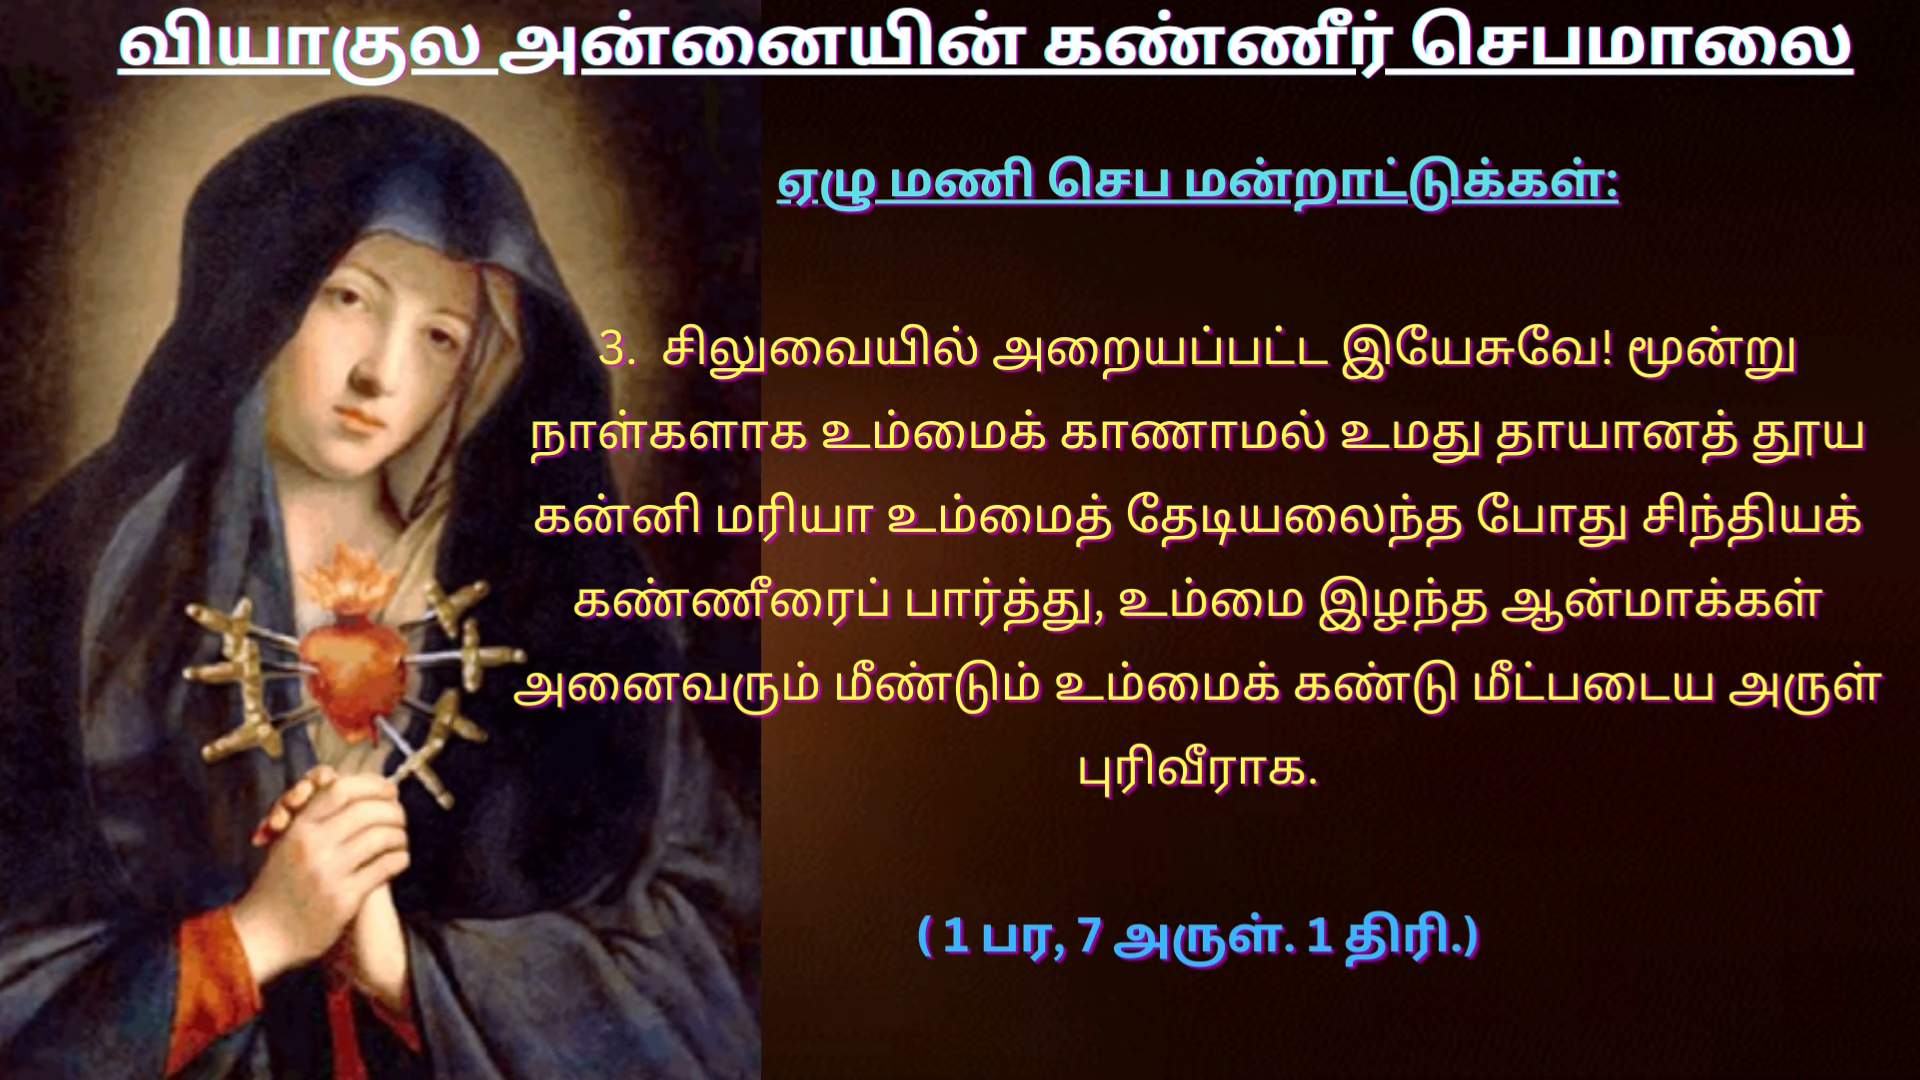 வியாகுல அன்னையின் கண்ணீர் செபமாலை
ஏழு மணி செப மன்றாட்டுக்கள்:
3. சிலுவையில் அறையப்பட்ட இயேசுவே! மூன்று
நாள்களாக உம்மைக் காணாமல் உமது தாயானத் தூய
கன்னி மரியா உம்மைத் தேடியலைந்த போது சிந்தியக்
கண்ணீரைப் பார்த்து, உம்மை இழந்த ஆன்மாக்கள்
அனைவரும் மீண்டும் உம்மைக் கண்டு மீட்படைய அருள்
புரிவீராக.
( 1 பர, 7 அருள். 1 திரி.)